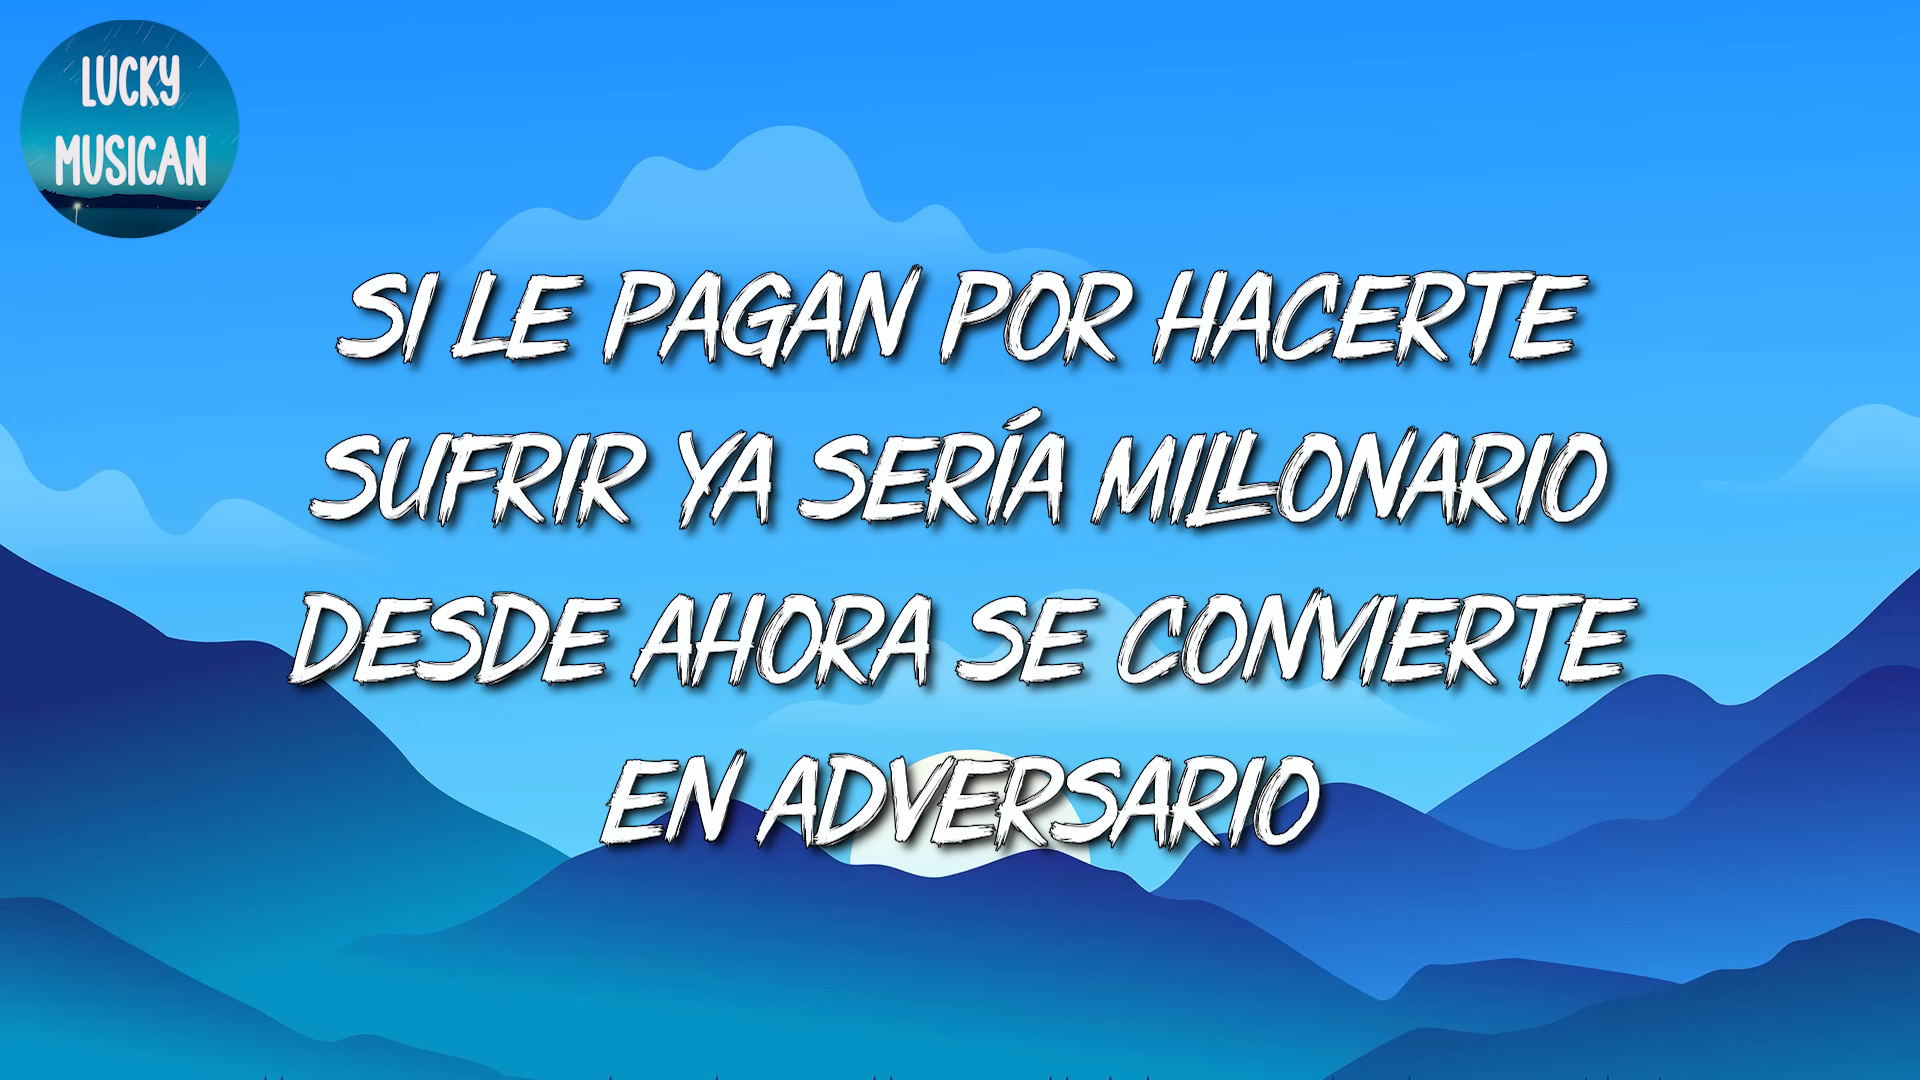 LUCKY
MUSICAN
SI LE PAGAN POR HACERTE
SUFRIR YA SERÍA MILLONARIO
DESDE AHORA SE CONVIERTE
EN ADVERSARIO